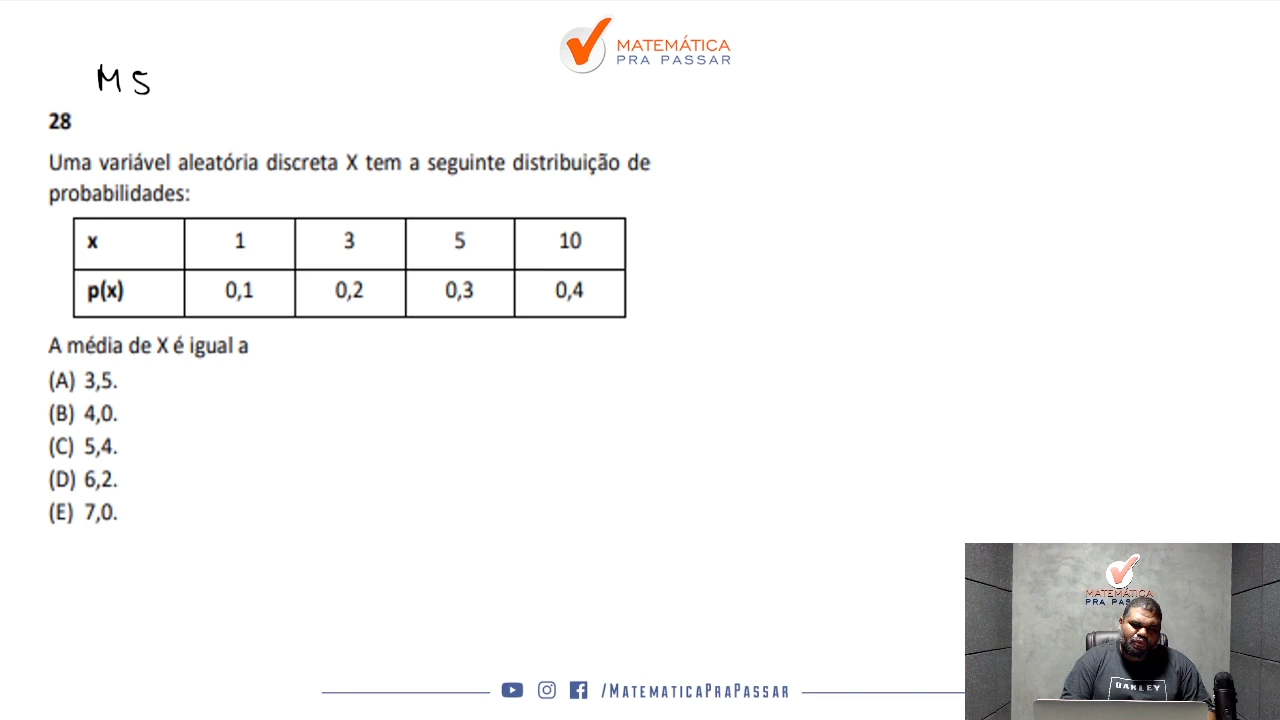 MATEMÁTICA
PRA PASSAR
M5
28
Uma variável aleatória discreta X tem a seguinte distribuição de
probabilidades:
x 1 3 5 10
p(x) 0,1 0,2 0,3 0,4
A média de X é igual a
(A) 3,5.
(B) 4,0.
(C) 5,4.
(D) 6,2.
(E) 7,0.
MATEMÁTICA
PRA PAS
OAKLEY
/MATEMATICAPRAPASSAR